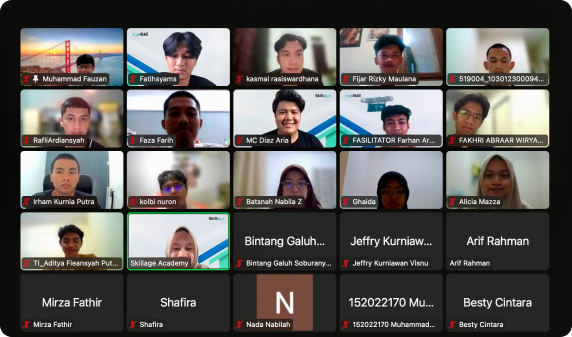 Muhammad Fauzan
Fatihsyams
kasmal rasiswardhana
Fijar Rizky Maulana
519004_103012300094...
RafliArdiansyah
Faza Farih
MC Diaz Aria
FASILITATOR Farhan Ar...
FAKHRI ABRAAR WIRYA...
Irham Kurnia Putra
kolbi nuron
Batsnah Nabila Z
Ghaida
Alicia Mazza
TI_Aditya Fieansyah Put...
Skillage Academy
Bintang Galuh...
Bintang Galuh Soburany...
Jeffry Kurniaw...
Jeffry Kurniawan Visnu
Arif Rahman
Arif Rahman
Mirza Fathir
Mirza Fathir
Shafira
Shafira
N
Nada Nabilah
152022170 Mu...
152022170 Muhammad...
Besty Cintara
Besty Cintara